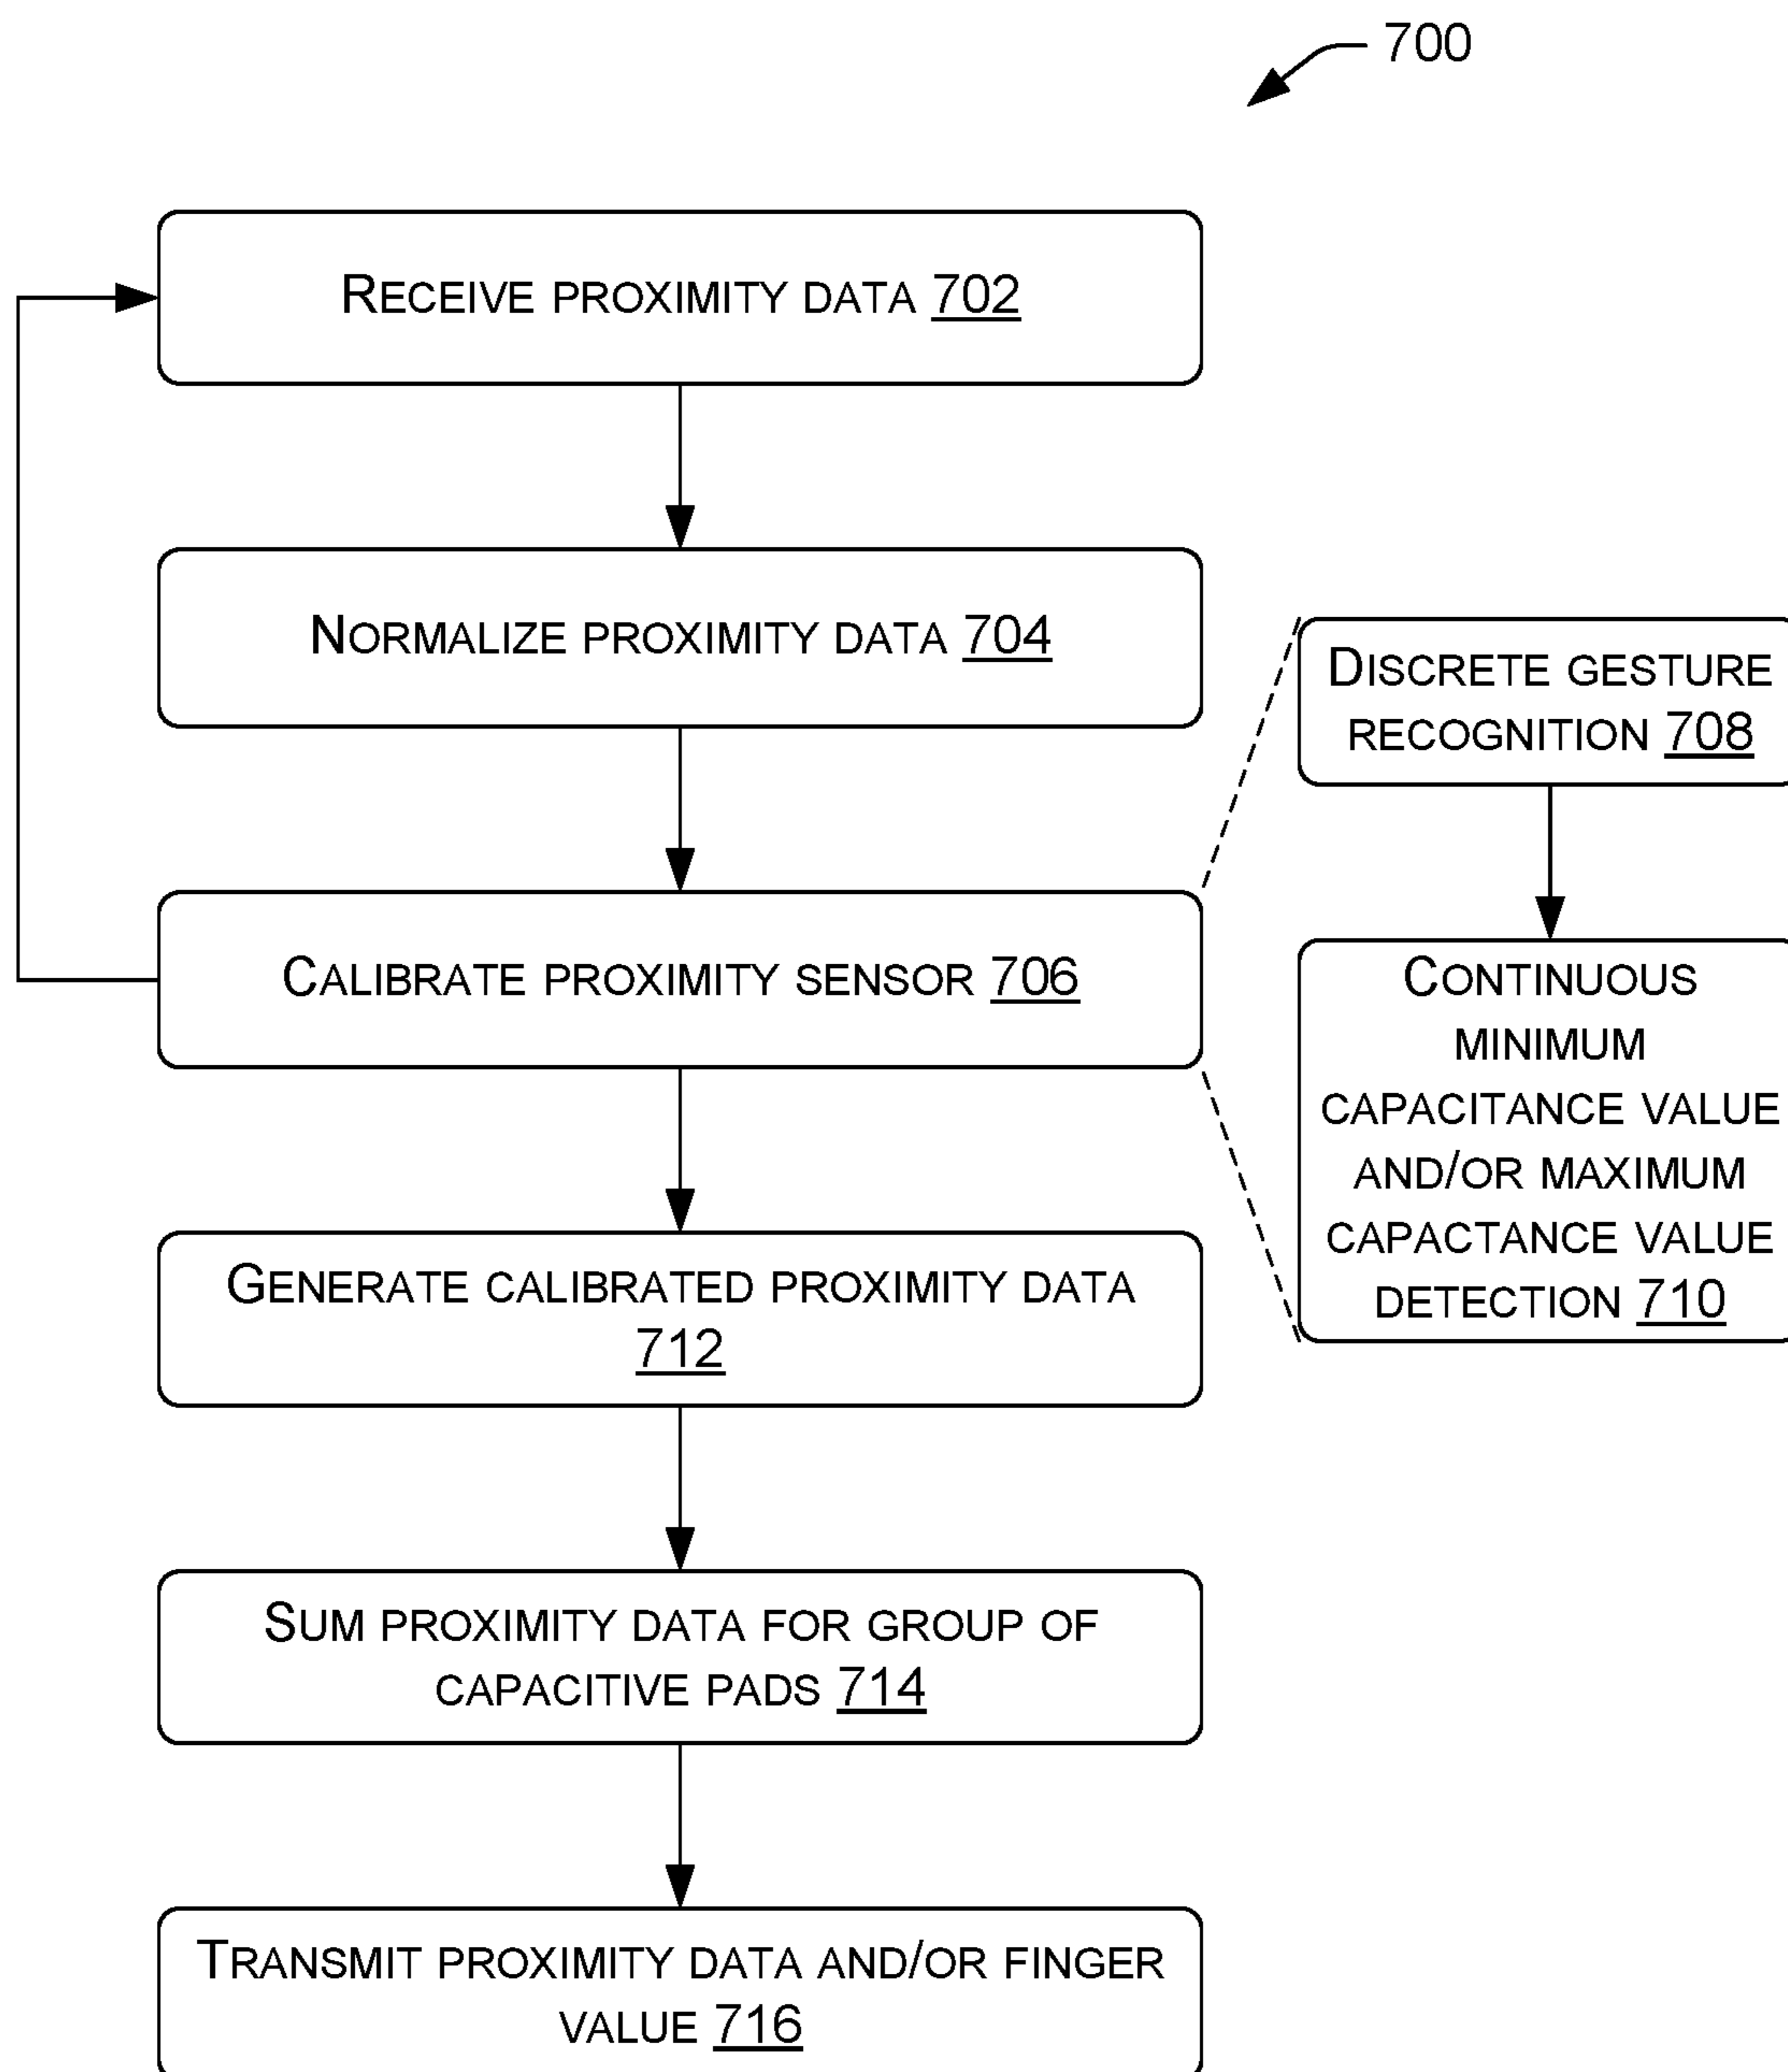 700
RECEIVE PROXIMITY DATA 702
NORMALIZE PROXIMITY DATA 704
DISCRETE GESTURE
RECOGNITION 708
CALIBRATE PROXIMITY SENSOR 706
CONTINUOUS
MINIMUM
CAPACITANCE VALUE
AND/OR MAXIMUM
CAPACTANCE VALUE
DETECTION 710
GENERATE CALIBRATED PROXIMITY DATA
712
SUM PROXIMITY DATA FOR GROUP OF
CAPACITIVE PADS 714
TRANSMIT PROXIMITY DATA AND/OR FINGER
VALUE 716